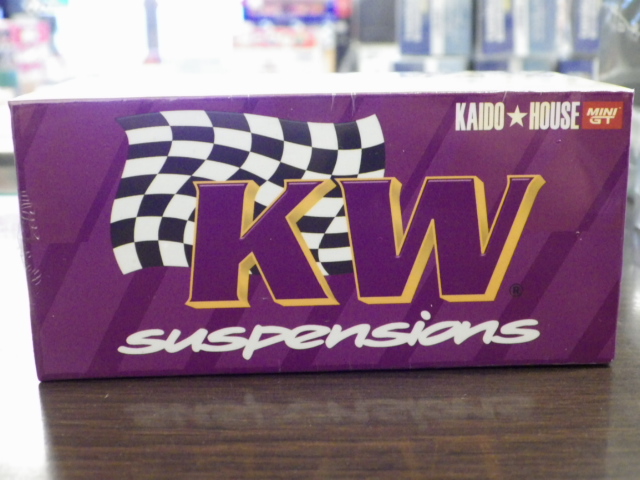 KAIDO★HOUSE MINI GT
KW®
suspensions